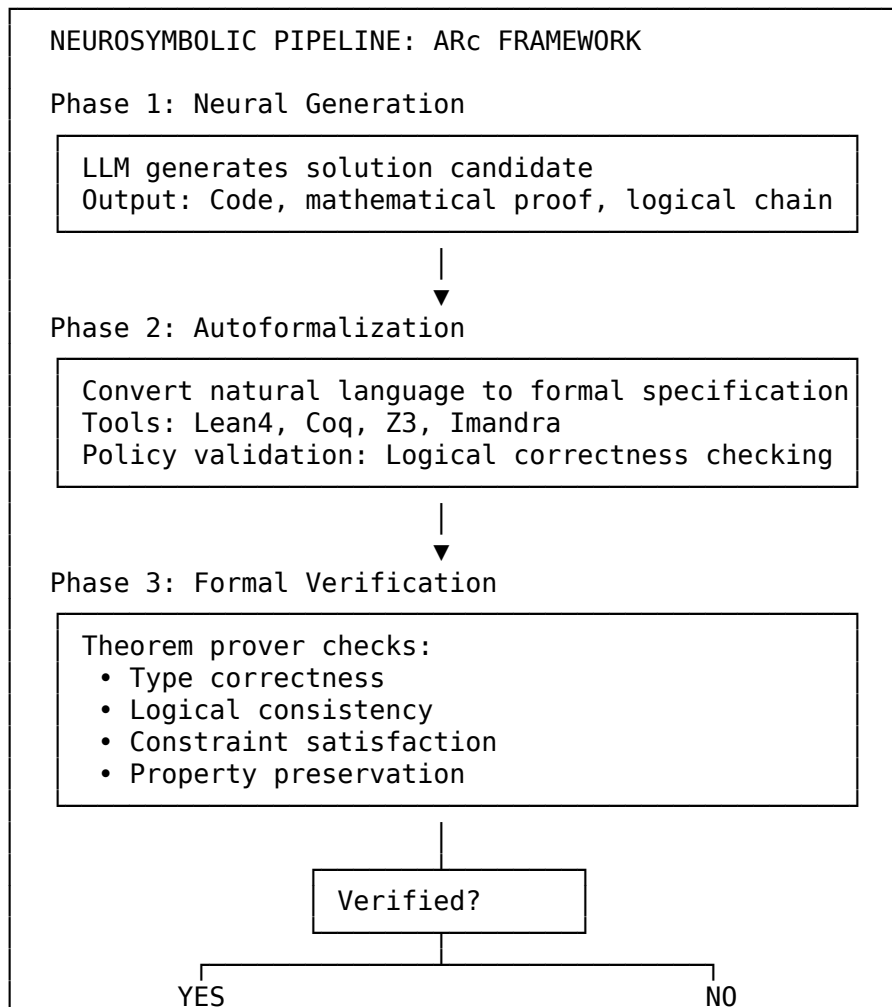 NEUROSYMBOLIC PIPELINE: ARc FRAMEWORK
Phase 1: Neural Generation
LLM generates solution candidate
Output: Code, mathematical proof, logical chain
Phase 2: Autoformalization
Convert natural language to formal specification
Tools: Lean4, Coq, Z3, Imandra
Policy validation: Logical correctness checking
Phase 3: Formal Verification
Theorem prover checks:
• Type correctness
• Logical consistency
• Constraint satisfaction
• Property preservation
Verified?
YES NO